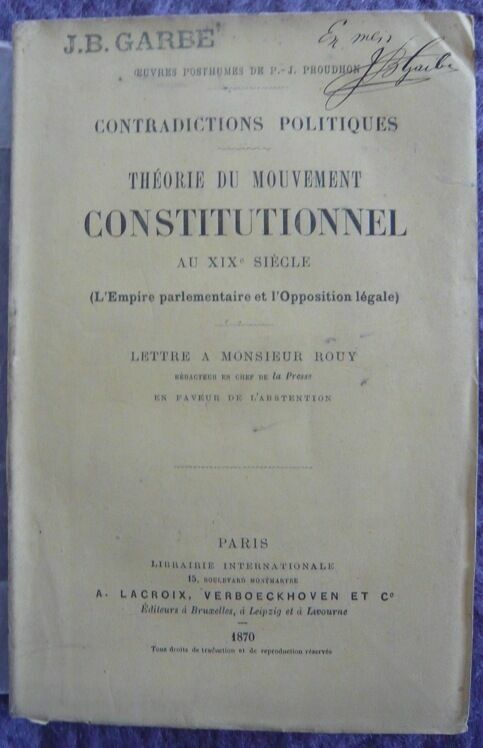 J.B. GARBE
J B Garbe
ŒUVRES POSTHUMES DE P.-J. PROUDHON
CONTRADICTIONS POLITIQUES
THÉORIE DU MOUVEMENT
CONSTITUTIONNEL
AU XIXe SIÈCLE
(L'Empire parlementaire et l'Opposition légale)
LETTRE A MONSIEUR ROUY
RÉDACTEUR EN CHEF DE la Presse
EN FAVEUR DE L'ABSTENTION
PARIS
LIBRAIRIE INTERNATIONALE
15, BOULEVARD MONTMARTRE
A. LACROIX, VERBOECKHOVEN ET Ce
Éditeurs à Bruxelles, à Leipzig et à Livourne
1870
Tous droits de traduction et de reproduction réservés